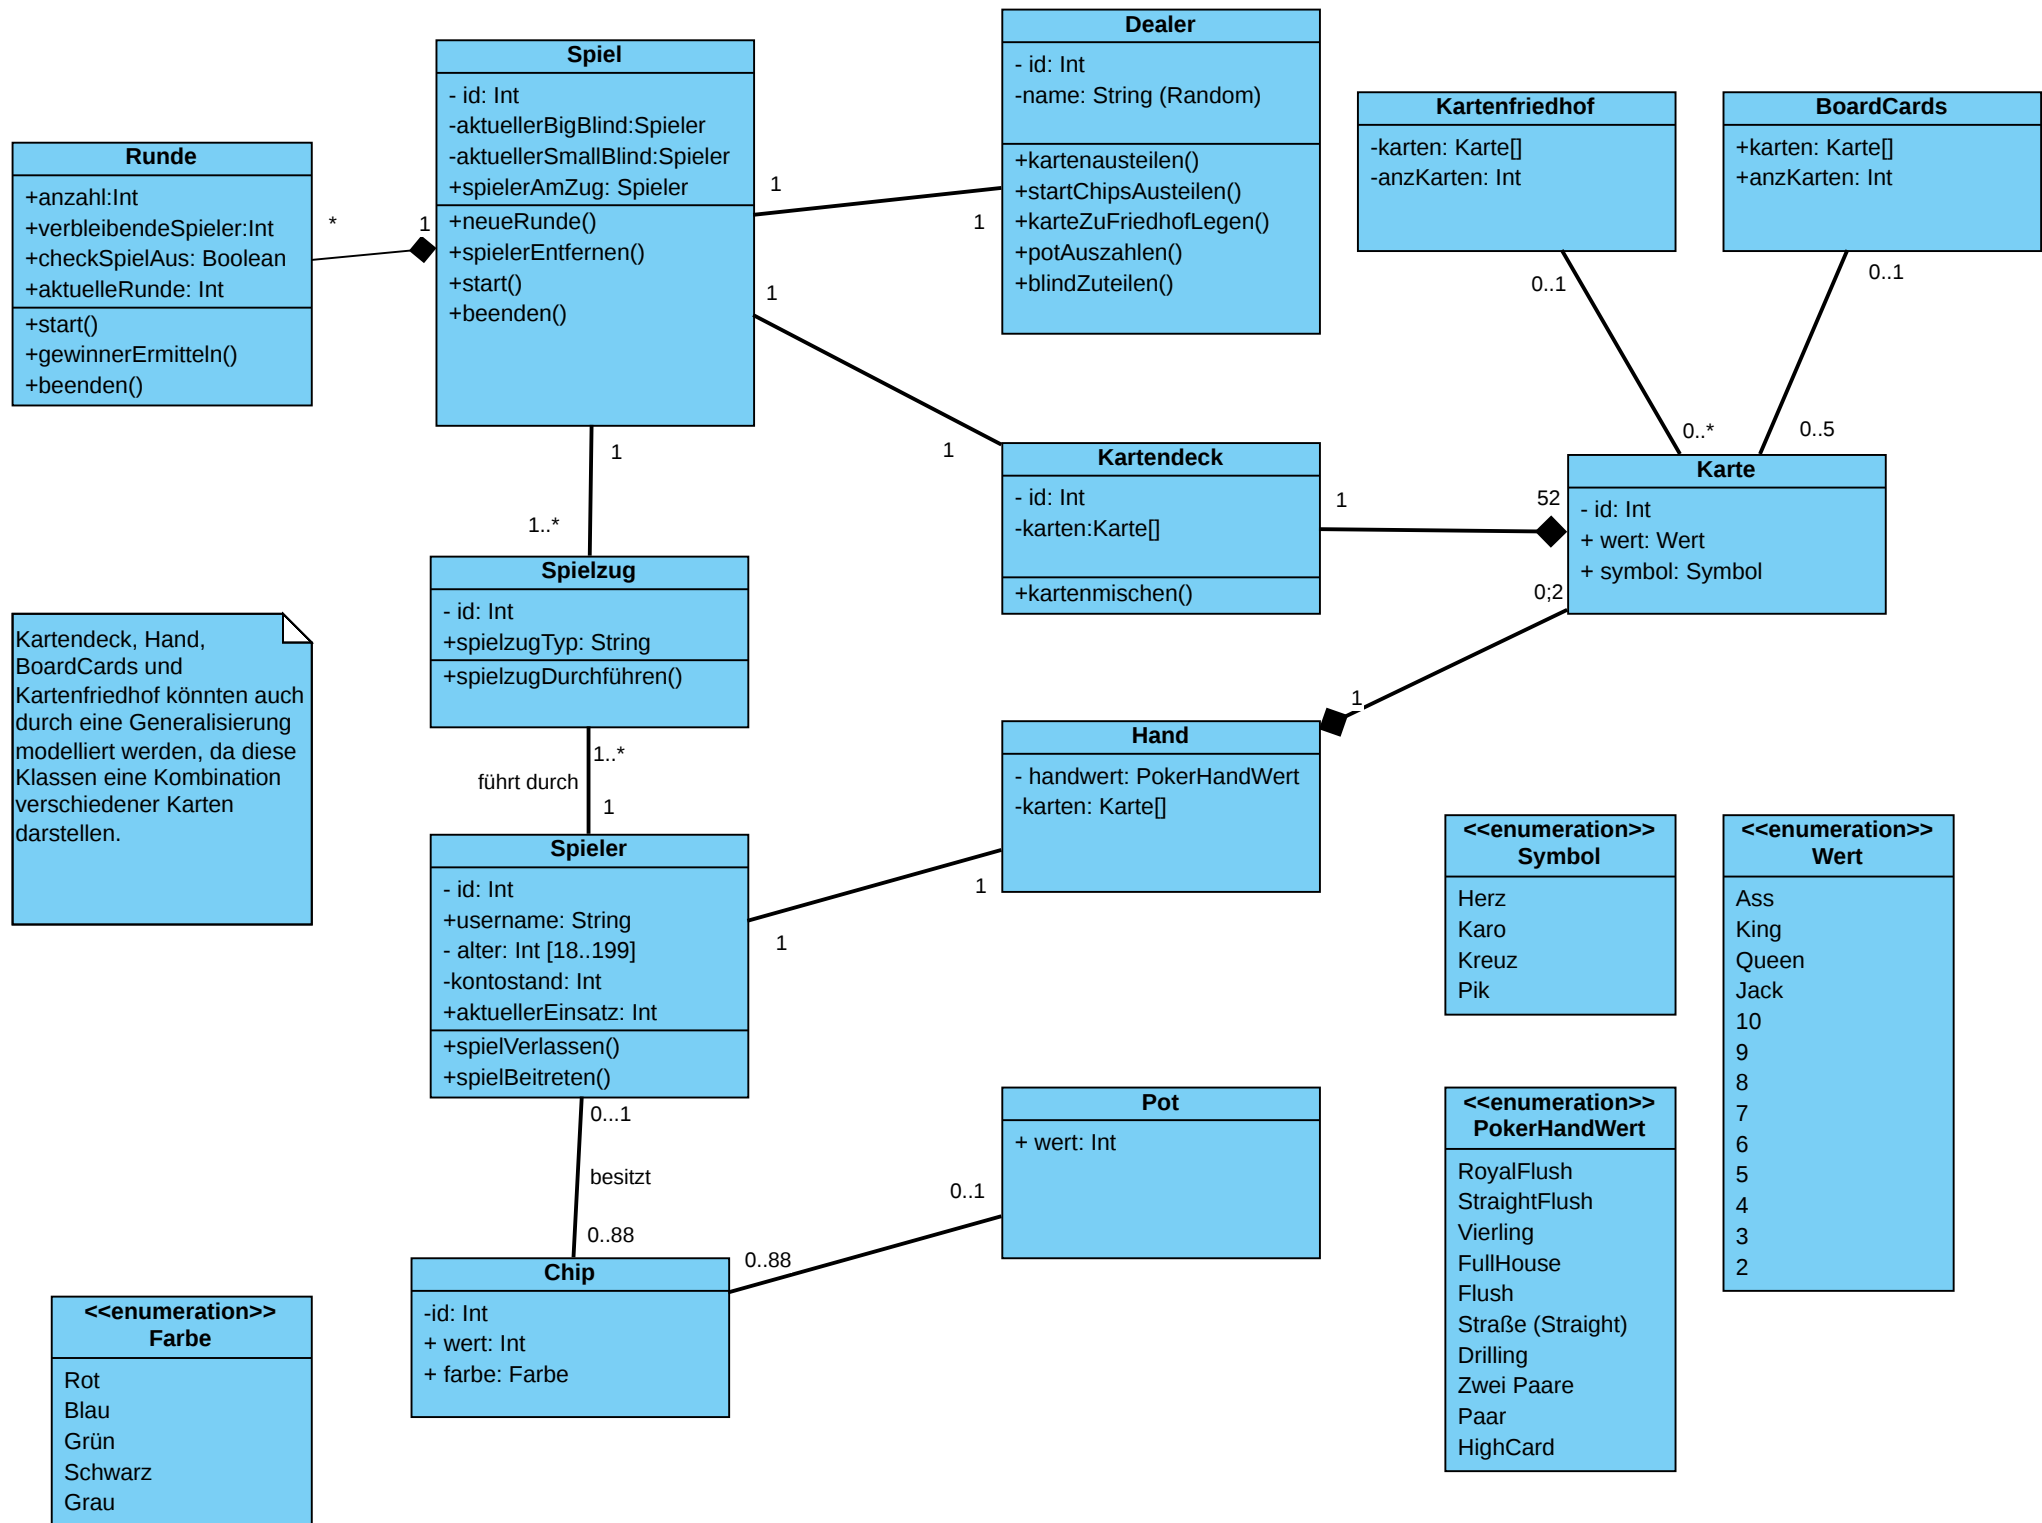 Runde
+anzahl:Int
+verbleibendeSpieler:Int
+checkSpielAus: Boolean
+aktuelleRunde: Int
+start()
+gewinnerErmitteln()
+beenden()
*
1
Spiel
- id: Int
-aktuellerBigBlind:Spieler
-aktuellerSmallBlind:Spieler
+spielerAmZug: Spieler
+neueRunde()
+spielerEntfernen()
+start()
+beenden()
1
1
1
1
Dealer
- id: Int
-name: String (Random)
+kartenausteilen()
+startChipsAusteilen()
+karteZuFriedhofLegen()
+potAuszahlen()
+blindZuteilen()
Kartenfriedhof
-karten: Karte[]
-anzKarten: Int
0..1
0..*
BoardCards
+karten: Karte[]
+anzKarten: Int
0..1
0..5
1
1..*
Kartendeck
- id: Int
-karten:Karte[]
+kartenmischen()
1
52
Karte
- id: Int
+ wert: Wert
+ symbol: Symbol
0;2
1
Spielzug
- id: Int
+spielzugTyp: String
+spielzugDurchführen()
1..*
führt durch
1
Kartendeck, Hand,
BoardCards und
Kartenfriedhof könnten auch
durch eine Generalisierung
modelliert werden, da diese
Klassen eine Kombination
verschiedener Karten
darstellen.
Hand
- handwert: PokerHandWert
-karten: Karte[]
1
1
Spieler
- id: Int
+username: String
- alter: Int [18..199]
-kontostand: Int
+aktuellerEinsatz: Int
+spielVerlassen()
+spielBeitreten()
0...1
besitzt
0..88
Pot
+ wert: Int
0..1
0..88
Chip
-id: Int
+ wert: Int
+ farbe: Farbe
<<enumeration>>
Symbol
Herz
Karo
Kreuz
Pik
<<enumeration>>
Wert
Ass
King
Queen
Jack
10
9
8
7
6
5
4
3
2
<<enumeration>>
PokerHandWert
RoyalFlush
StraightFlush
Vierling
FullHouse
Flush
Straße (Straight)
Drilling
Zwei Paare
Paar
HighCard
<<enumeration>>
Farbe
Rot
Blau
Grün
Schwarz
Grau